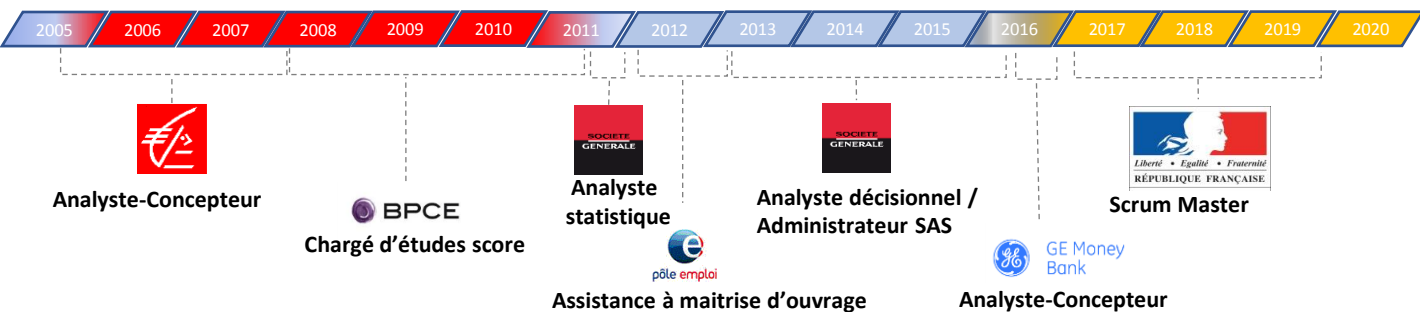 2005 2006 2007 2008 2009 2010 2011 2012 2013 2014 2015 2016 2017 2018 2019 2020
Analyste-Concepteur
BPCE
Chargé d'études score
SOCIETE
GENERALE
Analyste
statistique
pôle emploi
Assistance à maitrise d'ouvrage
SOCIETE
GENERALE
Analyste décisionnel /
Administrateur SAS
GE Money
Bank
Analyste-Concepteur
Liberté • Egalité • Fraternité
RÉPUBLIQUE FRANÇAISE
Scrum Master